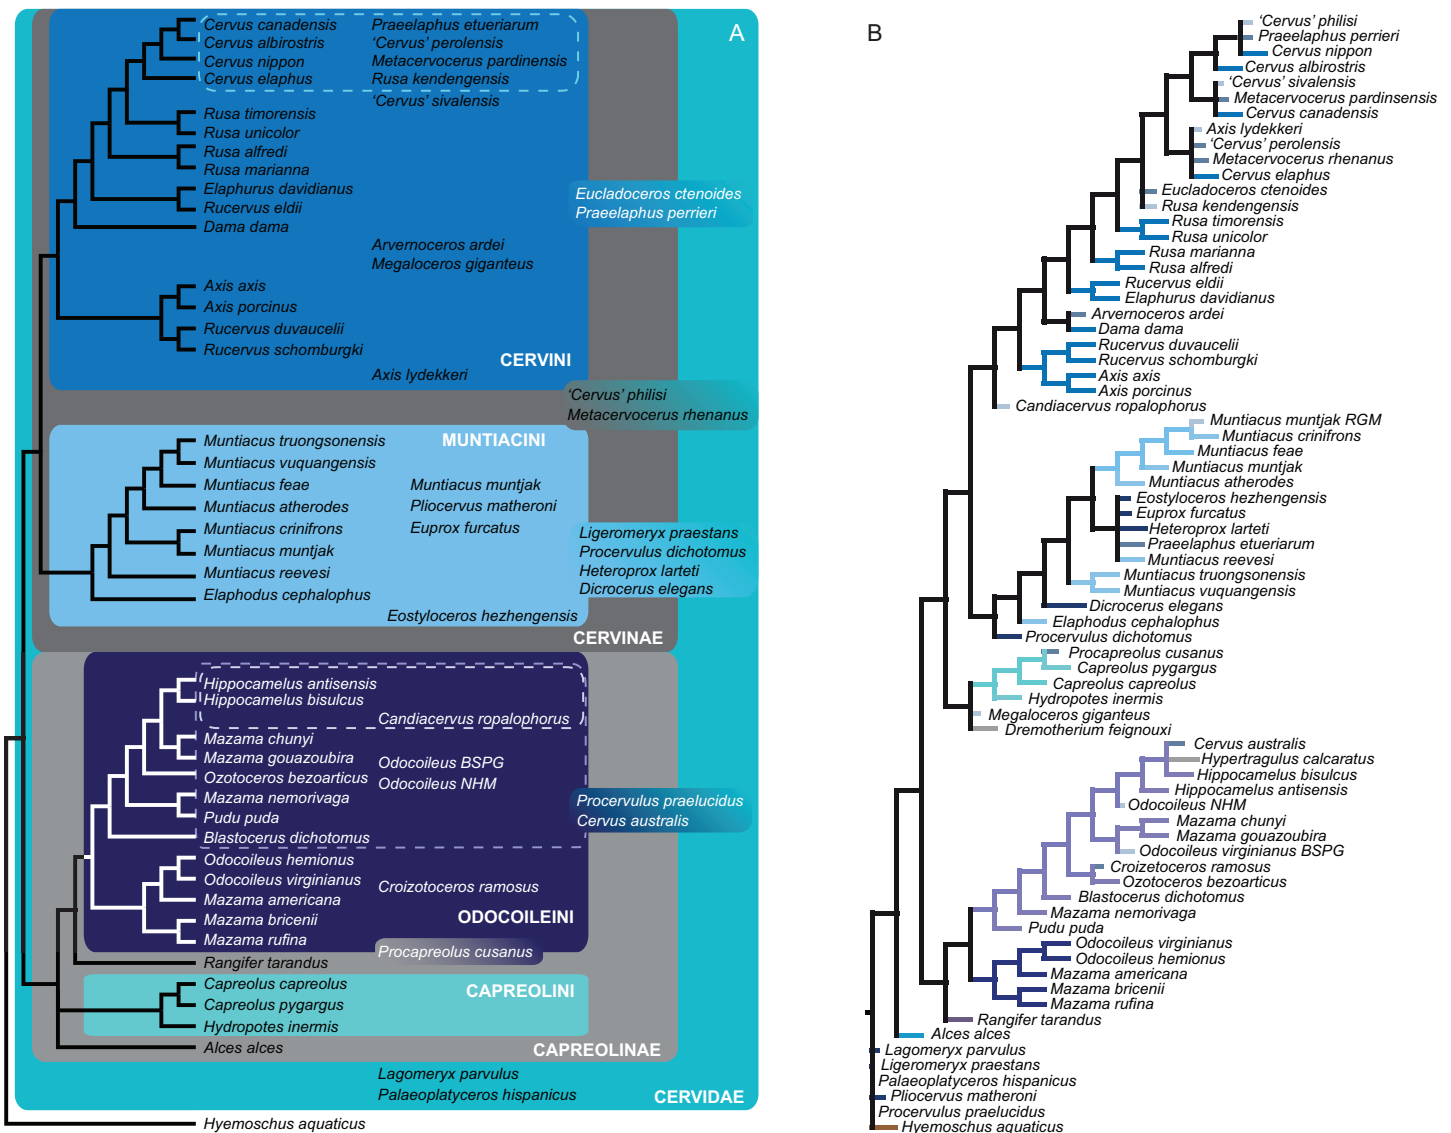 A
Cervus canadensis
Praeelaphus etueriarum
Cervus albirostris
‘Cervus’ perolensis
Cervus nippon
Metacervocerus pardinensis
Cervus elaphus
Rusa kendengensis
‘Cervus’ sivalensis
Rusa timorensis
Rusa unicolor
Rusa alfredi
Rusa marianna
Elaphurus davidianus
Rucervus eldii
Eucladoceros ctenoides
Praeelaphus perrieri
Dama dama
Arvernoceros ardei
Megaloceros giganteus
Axis axis
Axis porcinus
Rucervus duvaucelii
Rucervus schomburgki
CERVINI
Axis lydekkeri
‘Cervus’ philisi
Metacervocerus rhenanus
MUNTIACINI
Muntiacus truongsonensis
Muntiacus vuquangensis
Muntiacus feae
Muntiacus muntjak
Muntiacus atherodes
Pliocervus matheroni
Muntiacus crinifrons
Euprox furcatus
Muntiacus muntjak
Muntiacus reevesi
Elaphodus cephalophus
Ligeromeryx praestans
Procervulus dichotomus
Heteroprox larteti
Dicrocerus elegans
Eostyloceros hezhengensis
CERVINAE
Hippocamelus antisensis
Hippocamelus bisulcus
Candiacervus ropalophorus
Mazama chunyi
Mazama gouazoubira
Odocoileus BSPG
Ozotoceros bezoarticus
Odocoileus NHM
Mazama nemorivaga
Pudu puda
Procervulus praelucidus
Cervus australis
Blastocerus dichotomus
Odocoileus hemionus
Odocoileus virginianus
Croizotoceros ramosus
Mazama americana
Mazama bricenii
ODOCOILEINI
Mazama rufina
Procapreolus cusanus
Rangifer tarandus
Capreolus capreolus
CAPREOLINI
Capreolus pygargus
Hydropotes inermis
Alces alces
CAPREOLINAE
Lagomeryx parvulus
Palaeoplatyceros hispanicus
CERVIDAE
Hyemoschus aquaticus
B
‘Cervus’ philisi
Praeelaphus perrieri
Cervus nippon
Cervus albirostris
‘Cervus’ sivalensis
Metacervocerus pardinsensis
Cervus canadensis
Axis lydekkeri
‘Cervus’ perolensis
Metacervocerus rhenanus
Cervus elaphus
Eucladoceros ctenoides
Rusa kendengensis
Rusa timorensis
Rusa unicolor
Rusa marianna
Rusa alfredi
Rucervus eldii
Elaphurus davidianus
Arvernoceros ardei
Dama dama
Rucervus duvaucelii
Rucervus schomburgki
Axis axis
Axis porcinus
Candiacervus ropalophorus
Muntiacus muntjak RGM
Muntiacus crinifrons
Muntiacus feae
Muntiacus muntjak
Muntiacus atherodes
Eostyloceros hezhengensis
Euprox furcatus
Heteroprox larteti
Praeelaphus etueriarum
Muntiacus reevesi
Muntiacus truongsonensis
Muntiacus vuquangensis
Dicrocerus elegans
Elaphodus cephalophus
Procervulus dichotomus
Procapreolus cusanus
Capreolus pygargus
Capreolus capreolus
Hydropotes inermis
Megaloceros giganteus
Dremotherium feignouxi
Cervus australis
Hypertragulus calcaratus
Hippocamelus bisulcus
Hippocamelus antisensis
Odocoileus NHM
Mazama chunyi
Mazama gouazoubira
Odocoileus virginianus BSPG
Croizetoceros ramosus
Ozotoceros bezoarticus
Blastocerus dichotomus
Mazama nemorivaga
Pudu puda
Odocoileus virginianus
Odocoileus hemionus
Mazama americana
Mazama bricenii
Mazama rufina
Rangifer tarandus
Alces alces
Lagomeryx parvulus
Ligeromeryx praestans
Palaeoplatyceros hispanicus
Pliocervus matheroni
Procervulus praelucidus
Hyemoschus aquaticus